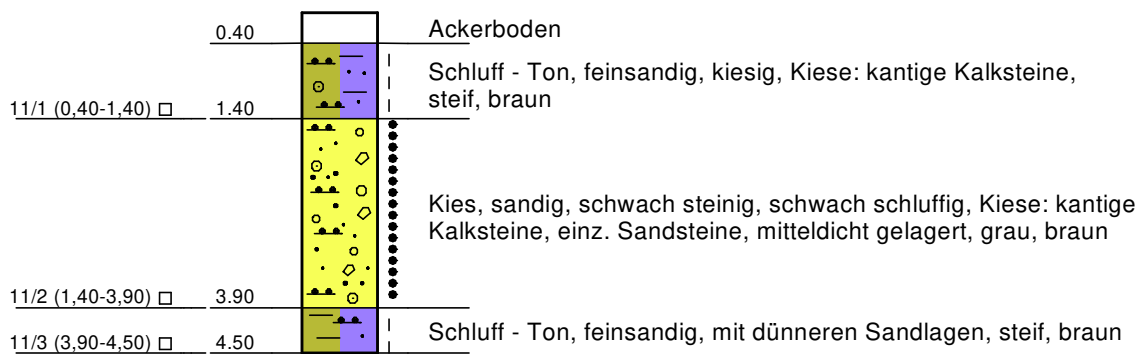 0.40
Ackerboden
Schluff - Ton, feinsandig, kiesig, Kiese: kantige Kalksteine,
steif, braun
11/1 (0,40-1,40)
1.40
Kies, sandig, schwach steinig, schwach schluffig, Kiese: kantige
Kalksteine, einz. Sandsteine, mitteldicht gelagert, grau, braun
11/2 (1,40-3,90)
3.90
Schluff - Ton, feinsandig, mit dünneren Sandlagen, steif, braun
11/3 (3,90-4,50)
4.50